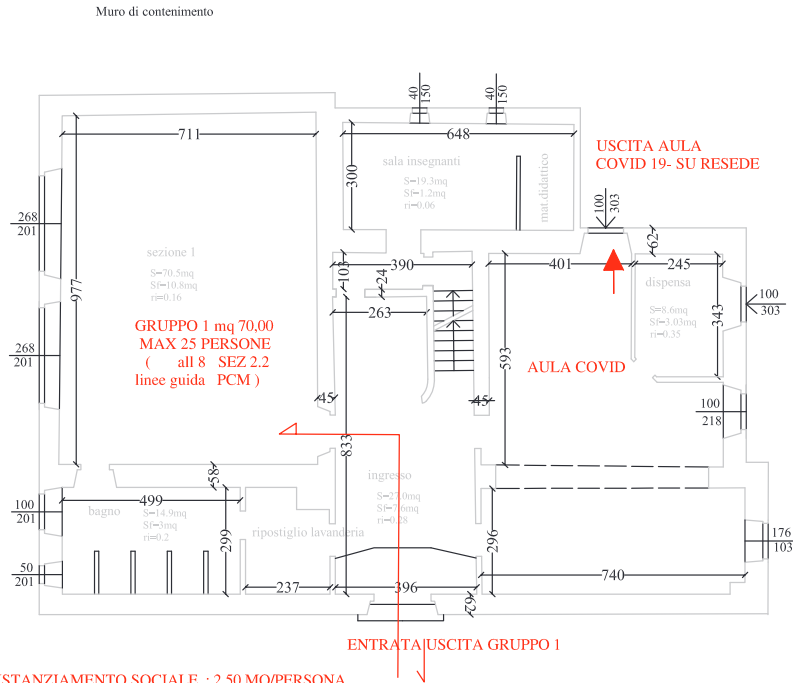 Muro di contenimento
40
150
40
150
711
648
sala insegnanti
S=19.3mq
Sf=1.2mq
ri=0.06
mat.didattico
300
USCITA AULA
COVID 19- SU RESEDE
100
303
62
268
201
977
sezione 1
S=70.5mq
Sf=10.8mq
ri=0.16
103
390
24
263
401
245
dispensa
S=8.6mq
Sf=3.03mq
ri=0.35
343
100
303
GRUPPO 1 mq 70,00
MAX 25 PERSONE
( all 8 SEZ 2.2
linee guida PCM )
268
201
593
AULA COVID
45
45
100
218
833
58
ingresso
S=27.0mq
Sf=7.6mq
ri=0.28
499
bagno
S=14.9mq
Sf=3mq
ri=0.2
299
100
201
ripostiglio lavanderia
296
176
103
50
201
237
396
740
62
ENTRATA USCITA GRUPPO 1
STANZIAMENTO SOCIALE : 2,50 MQ/PERSONA